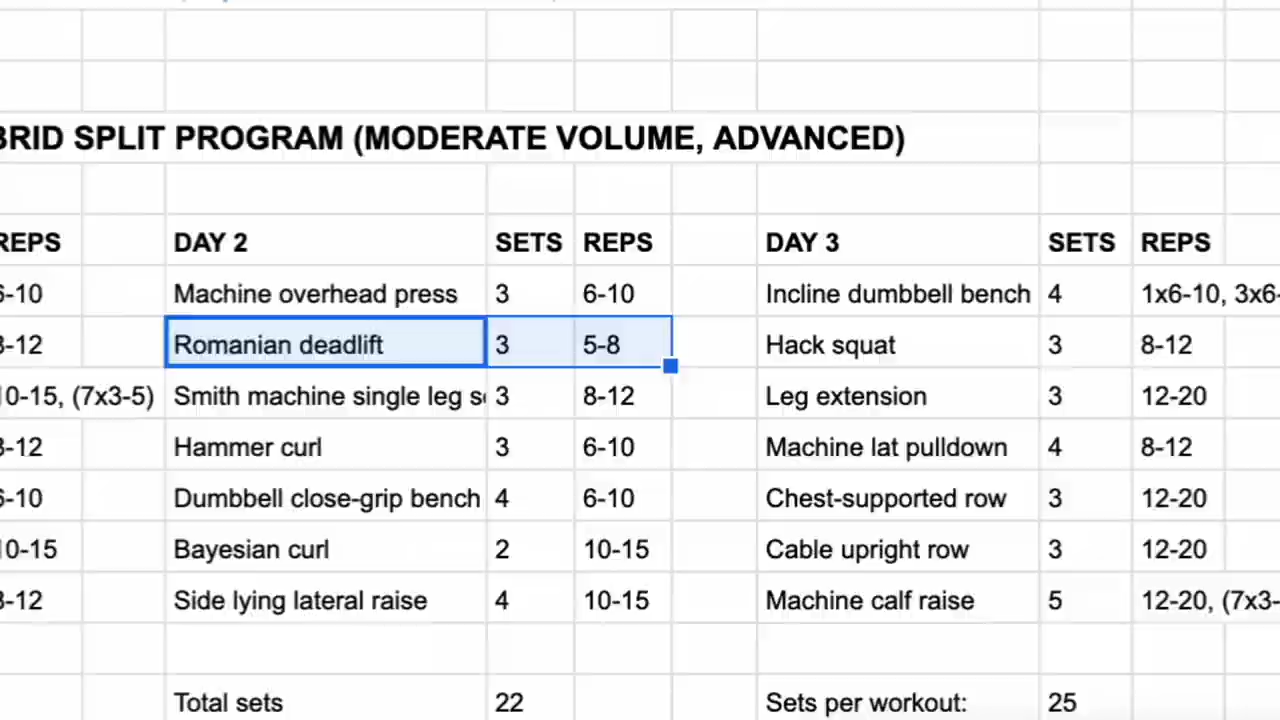 BRID SPLIT PROGRAM (MODERATE VOLUME, ADVANCED)
REPS DAY 2 SETS REPS DAY 3 SETS REPS
6-10 Machine overhead press 3 6-10 Incline dumbbell bench 4 1x6-10, 3x6-
8-12 Romanian deadlift 3 5-8 Hack squat 3 8-12
10-15, (7x3-5) Smith machine single leg 3 8-12 Leg extension 3 12-20
8-12 Hammer curl 3 6-10 Machine lat pulldown 4 8-12
6-10 Dumbbell close-grip bench 4 6-10 Chest-supported row 3 12-20
10-15 Bayesian curl 2 10-15 Cable upright row 3 12-20
8-12 Side lying lateral raise 4 10-15 Machine calf raise 5 12-20, (7x3-
Total sets 22 Sets per workout: 25